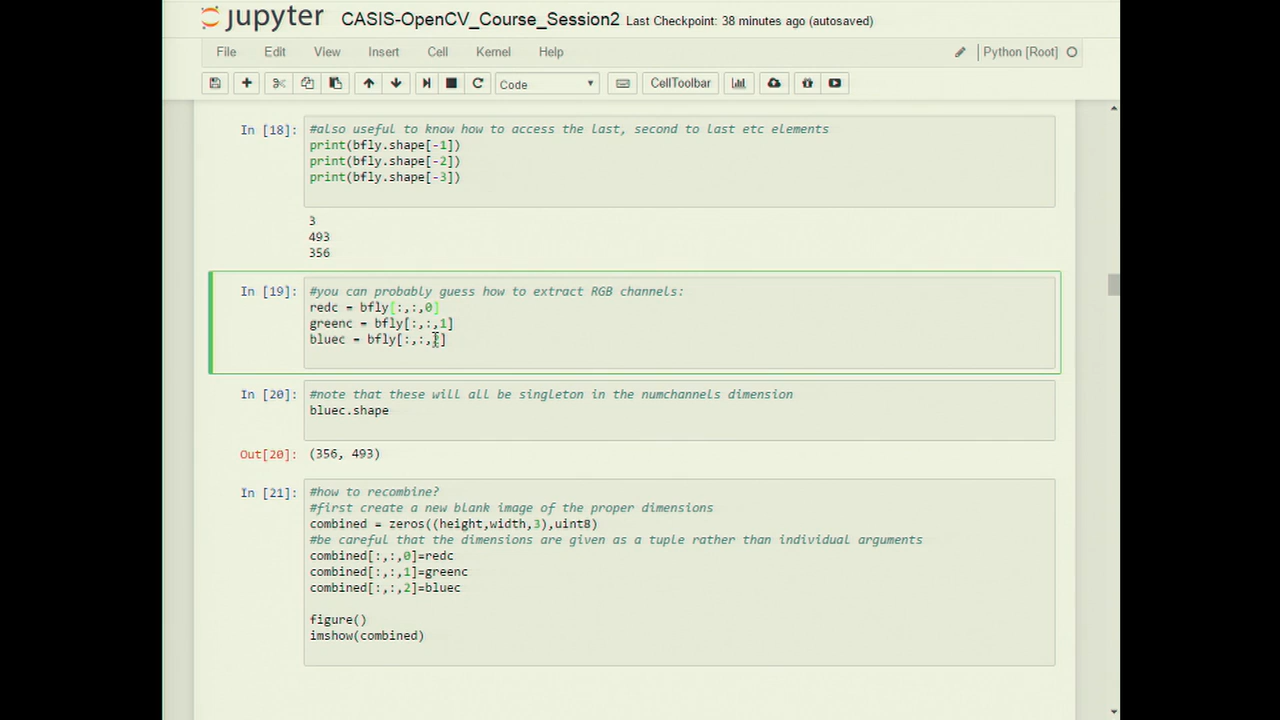 jupyter CASIS-OpenCV_Course_Session2 Last Checkpoint: 38 minutes ago (autosaved)
File Edit View Insert Cell Kernel Help Python [Root]
Code CellToolbar
In [18]: #also useful to know how to access the last, second to last etc elements
print(bfly.shape[-1])
print(bfly.shape[-2])
print(bfly.shape[-3])
3
493
356
In [19]: #you can probably guess how to extract RGB channels:
redc = bfly[:,:,0]
greenc = bfly[:,:,1]
bluec = bfly[:,:,]
In [20]: #note that these will all be singleton in the numchannels dimension
bluec.shape
Out[20]: (356, 493)
In [21]: #how to recombine?
#first create a new blank image of the proper dimensions
combined = zeros((height,width,3),uint8)
#be careful that the dimensions are given as a tuple rather than individual arguments
combined[:,:,0]=redc
combined[:,:,1]=greenc
combined[:,:,2]=bluec
figure()
imshow(combined)